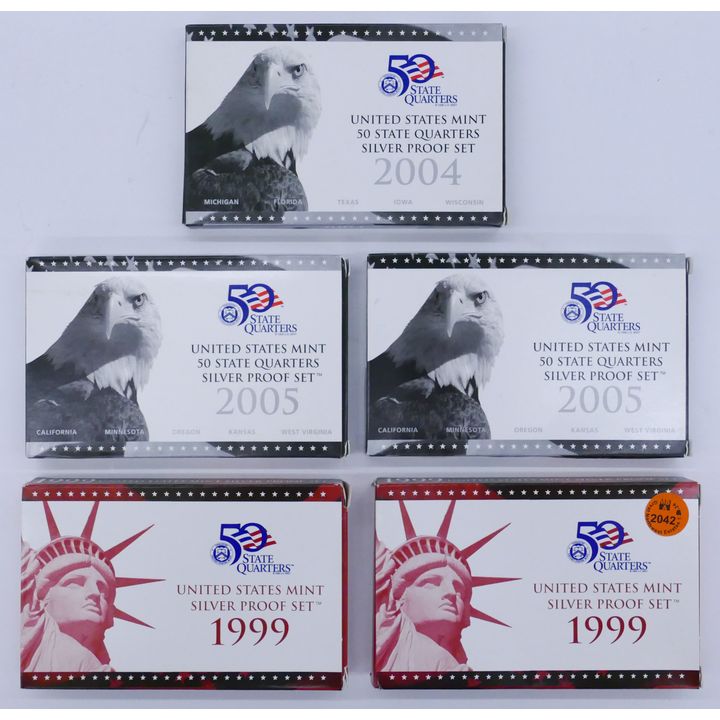 50
STATE
QUARTERS
UNITED STATES MINT
50 STATE QUARTERS
SILVER PROOF SET
2004
MICHIGAN FLORIDA TEXAS IOWA WISCONSIN
50
STATE
QUARTERS
UNITED STATES MINT
50 STATE QUARTERS
SILVER PROOF SET™
2005
CALIFORNIA MINNESOTA OREGON KANSAS WEST VIRGINIA
50
STATE
QUARTERS
UNITED STATES MINT
50 STATE QUARTERS
SILVER PROOF SET™
2005
CALIFORNIA MINNESOTA OREGON KANSAS WEST VIRGINIA
50
STATE
QUARTERS™
UNITED STATES MINT
SILVER PROOF SET™
1999
50
STATE
QUARTERS™
UNITED STATES MINT
SILVER PROOF SET™
1999
2042